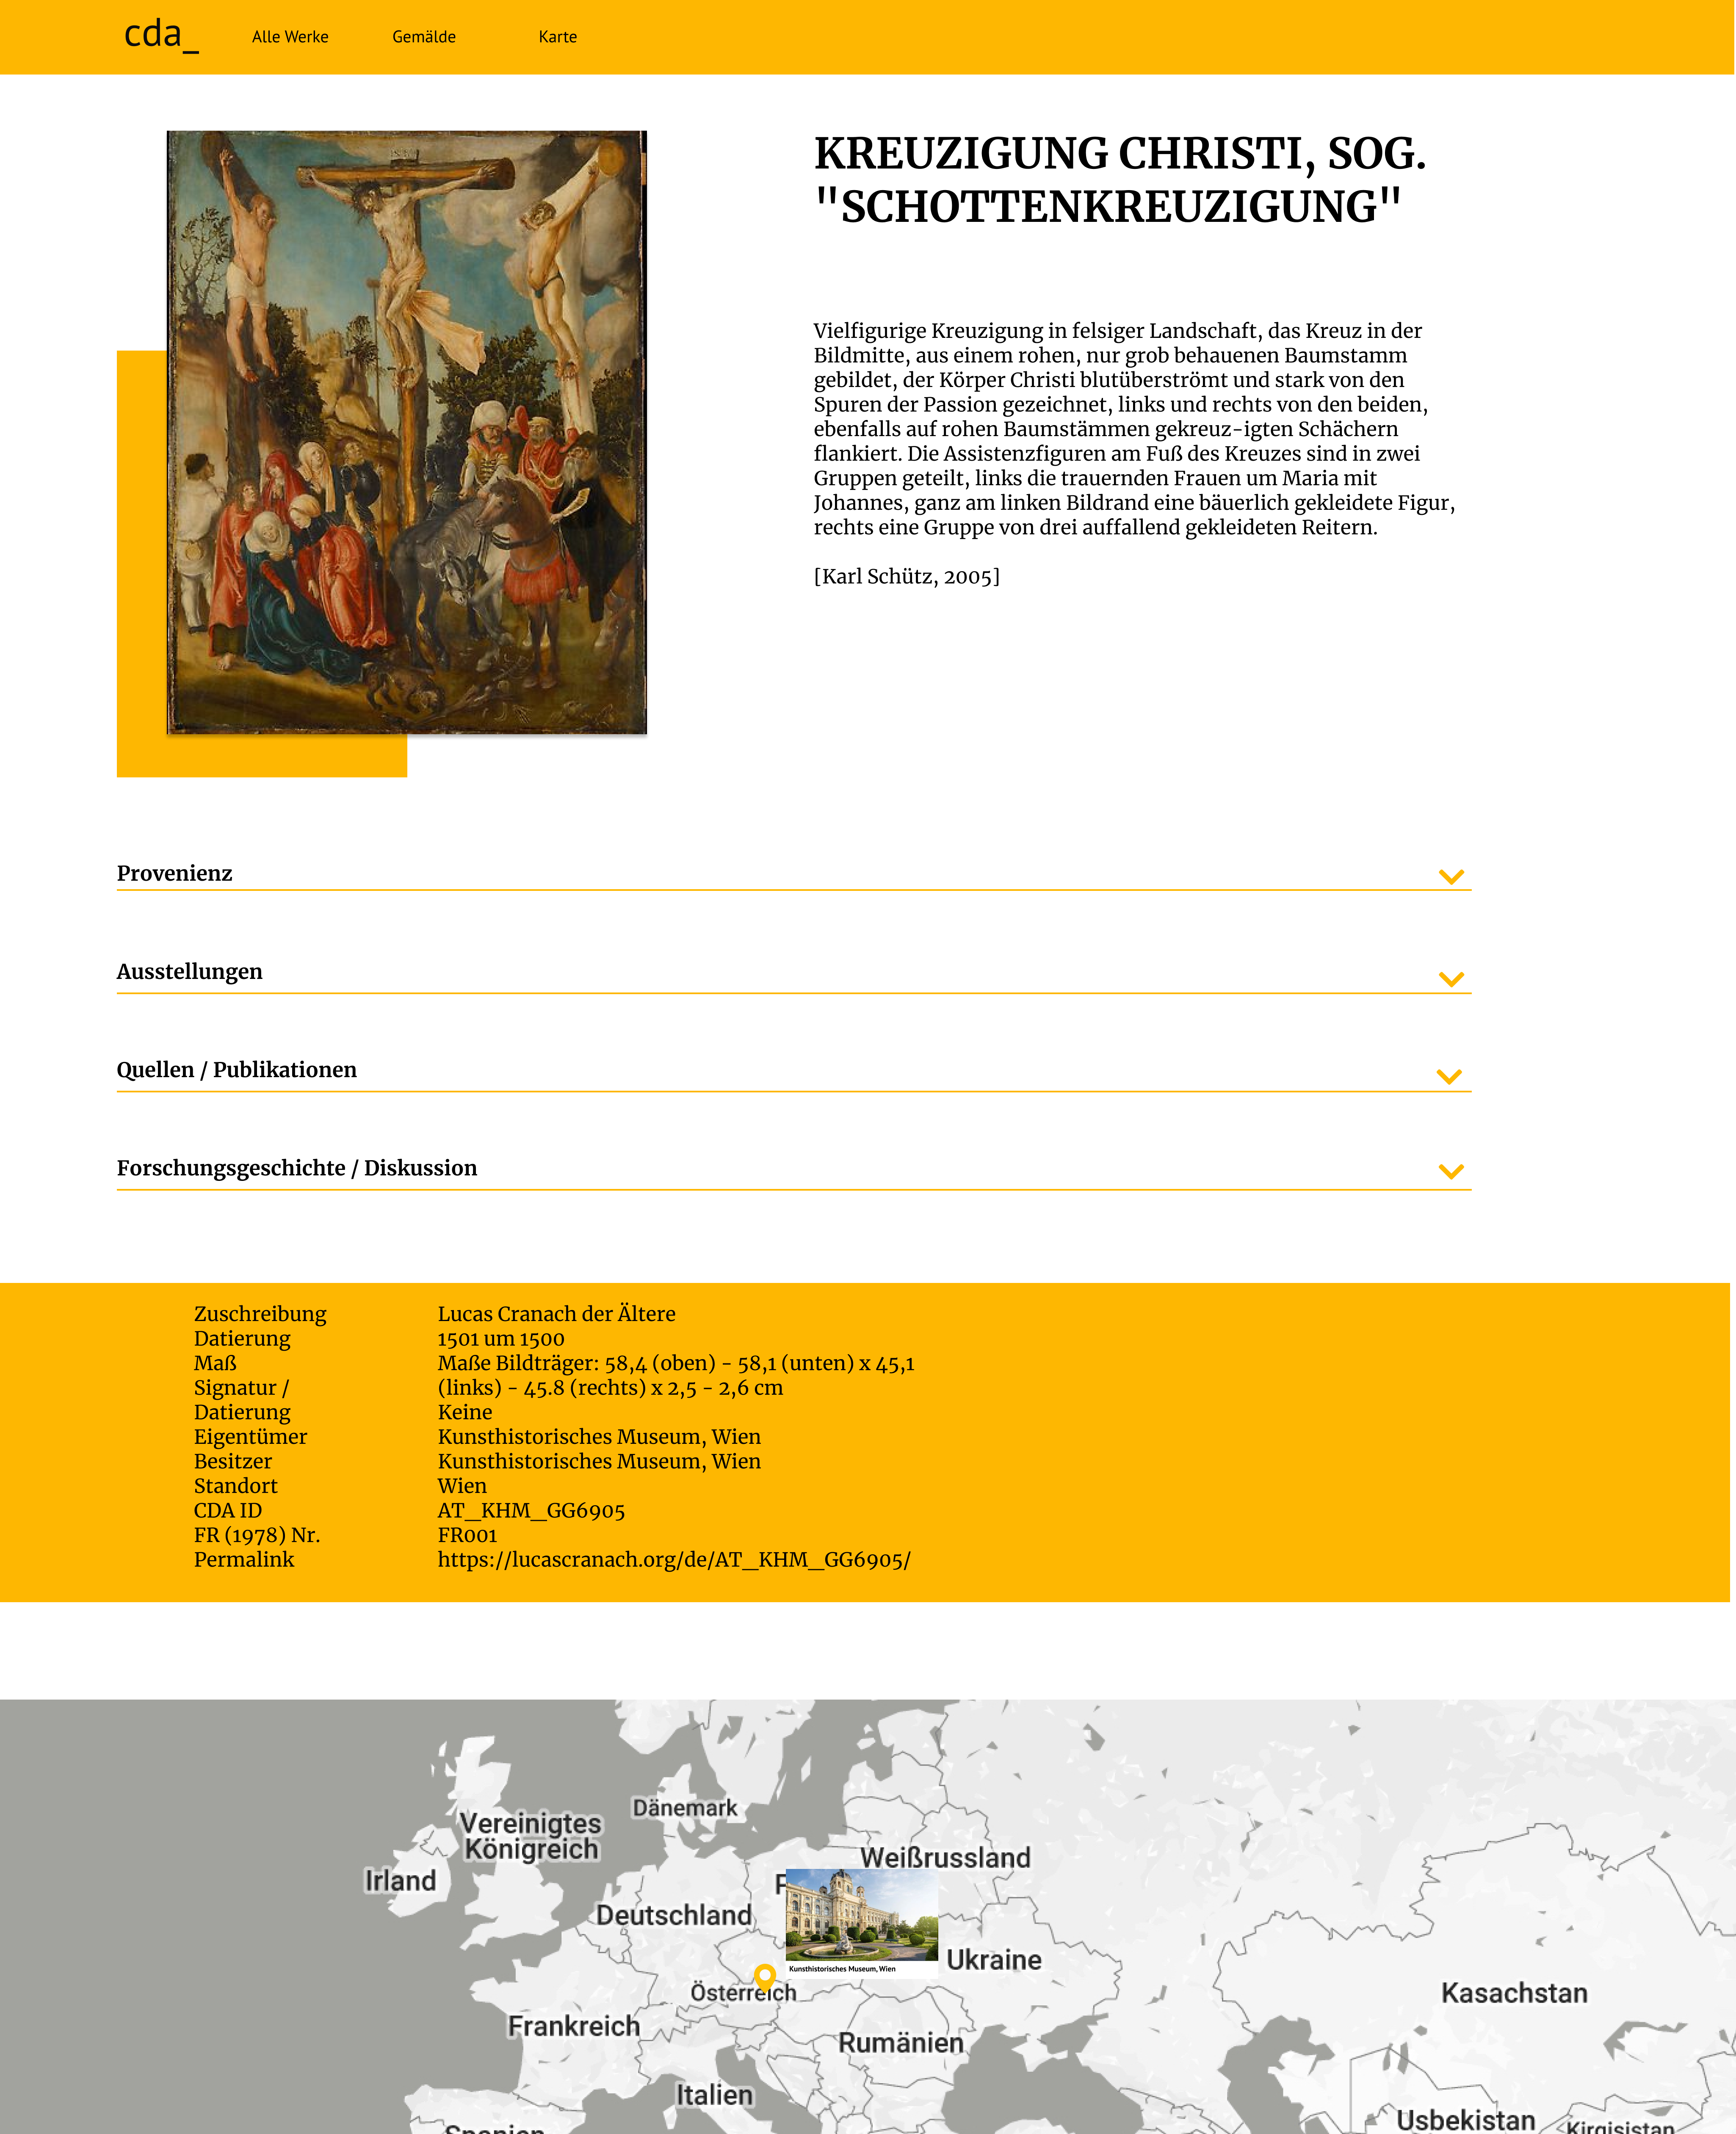 cda_
Alle Werke
Gemälde
Karte
KREUZIGUNG CHRISTI, SOG.
"SCHOTTENKREUZIGUNG"
Vielfigurige Kreuzigung in felsiger Landschaft, das Kreuz in der
Bildmitte, aus einem rohen, nur grob behauenen Baumstamm
gebildet, der Körper Christi blutüberströmt und stark von den
Spuren der Passion gezeichnet, links und rechts von den beiden,
ebenfalls auf rohen Baumstämmen gekreuz-igten Schächern
flankiert. Die Assistenzfiguren am Fuß des Kreuzes sind in zwei
Gruppen geteilt, links die trauernden Frauen um Maria mit
Johannes, ganz am linken Bildrand eine bäuerlich gekleidete Figur,
rechts eine Gruppe von drei auffallend gekleideten Reitern.
[Karl Schütz, 2005]
Provenienz
Ausstellungen
Quellen / Publikationen
Forschungsgeschichte / Diskussion
Zuschreibung
Datierung
Maß
Signatur /
Datierung
Eigentümer
Besitzer
Standort
CDA ID
FR (1978) Nr.
Permalink
Lucas Cranach der Ältere
1501 um 1500
Maße Bildträger: 58,4 (oben) - 58,1 (unten) x 45,1
(links) - 45.8 (rechts) x 2,5 - 2,6 cm
Keine
Kunsthistorisches Museum, Wien
Kunsthistorisches Museum, Wien
Wien
AT_KHM_GG6905
FR001
https://lucascranach.org/de/AT_KHM_GG6905/
Dänemark
Vereinigtes
Königreich
Weißrussland
Irland
Deutschland
Ukraine
Kunsthistorisches Museum, Wien
Österreich
Kasachstan
Frankreich
Rumänien
Italien
Usbekistan
Kirgisistan
Spanien